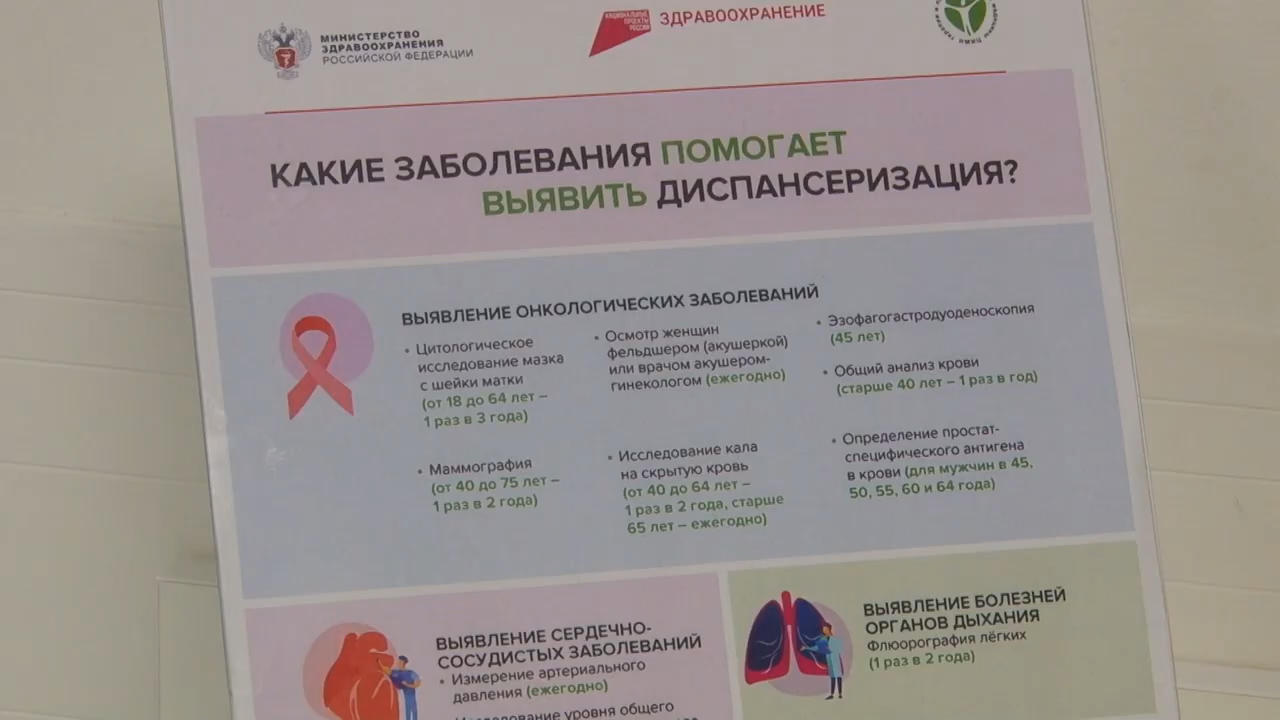 МИНИСТЕРСТВО
ЗДРАВООХРАНЕНИЯ
РОССИЙСКОЙ ФЕДЕРАЦИИ
НАЦИОНАЛЬНЫЕ
ПРОЕКТЫ
РОССИИ
ЗДРАВООХРАНЕНИЕ
КАКИЕ ЗАБОЛЕВАНИЯ ПОМОГАЕТ
ВЫЯВИТЬ ДИСПАНСЕРИЗАЦИЯ?
ВЫЯВЛЕНИЕ ОНКОЛОГИЧЕСКИХ ЗАБОЛЕВАНИЙ
• Цитологическое
исследование мазка
с шейки матки
(от 18 до 64 лет –
1 раз в 3 года)
• Маммография
(от 40 до 75 лет –
1 раз в 2 года)
• Осмотр женщин
фельдшером (акушеркой)
или врачом акушером-
гинекологом (ежегодно)
• Исследование кала
на скрытую кровь
(от 40 до 64 лет –
1 раз в 2 года, старше
65 лет – ежегодно)
• Эзофагогастродуоденоскопия
(45 лет)
• Общий анализ крови
(старше 40 лет – 1 раз в год)
• Определение простат-
специфического антигена
в крови (для мужчин в 45,
50, 55, 60 и 64 года)
ВЫЯВЛЕНИЕ СЕРДЕЧНО-
СОСУДИСТЫХ ЗАБОЛЕВАНИЙ
• Измерение артериального
давления (ежегодно)
уровня общего
ВЫЯВЛЕНИЕ БОЛЕЗНЕЙ
ОРГАНОВ ДЫХАНИЯ
Флюорография лёгких
(1 раз в 2 года)